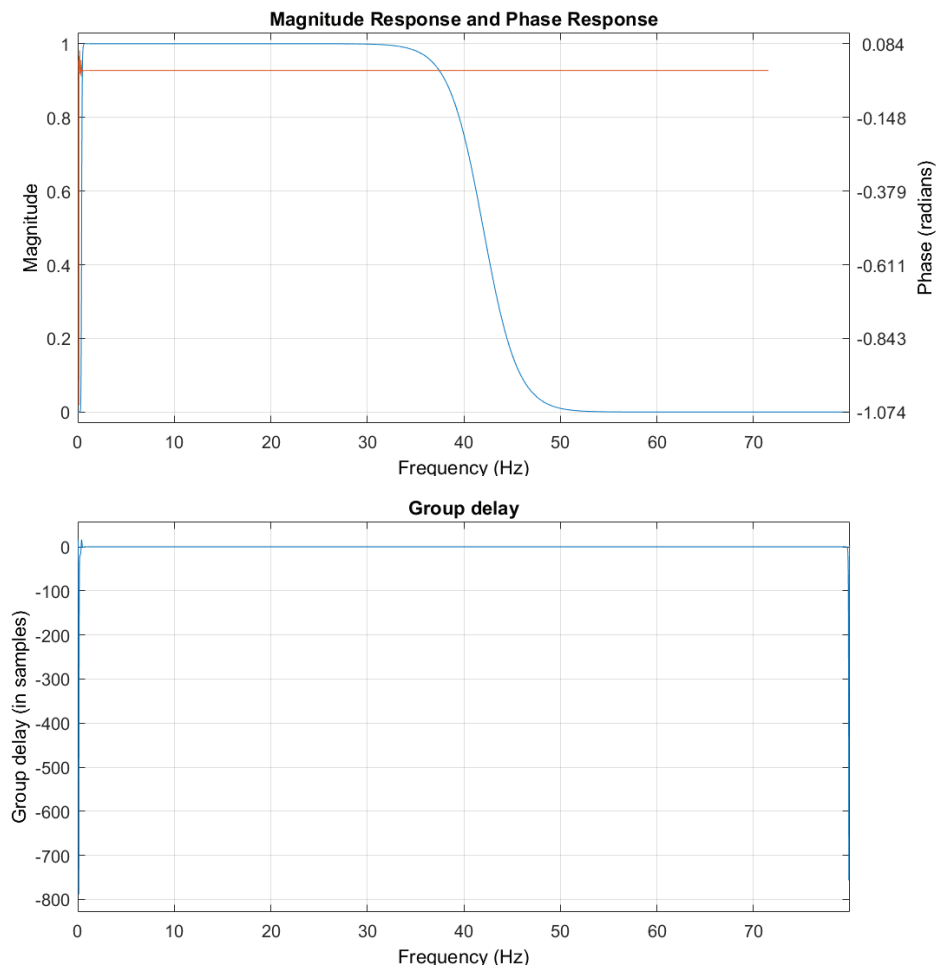 Magnitude Response and Phase Response
1
0.8
0.6
0.4
0.2
0
Magnitude
0.084
-0.148
-0.379
-0.611
-0.843
-1.074
Phase (radians)
0 10 20 30 40 50 60 70
Frequency (Hz)
Group delay
0
-100
-200
-300
-400
-500
-600
-700
-800
Group delay (in samples)
0 10 20 30 40 50 60 70
Frequency (Hz)